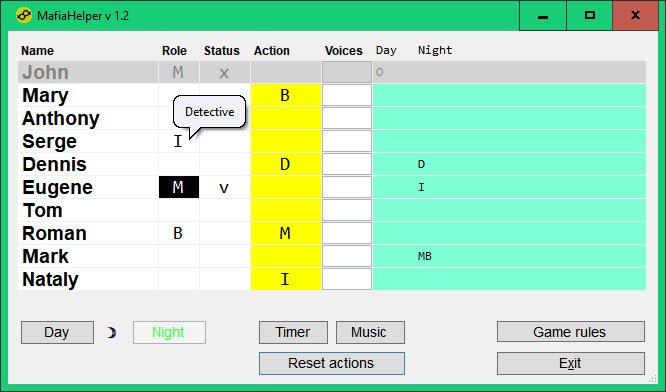 MafiaHelper v 1.2
Name Role Status Action Voices Day Night
John M x O
Mary B
Anthony
Detective
Serge I
Dennis D D
Eugene M v I
Tom
Roman B M
Mark MB
Nataly I
Day Night Timer Music Game rules
Reset actions Exit